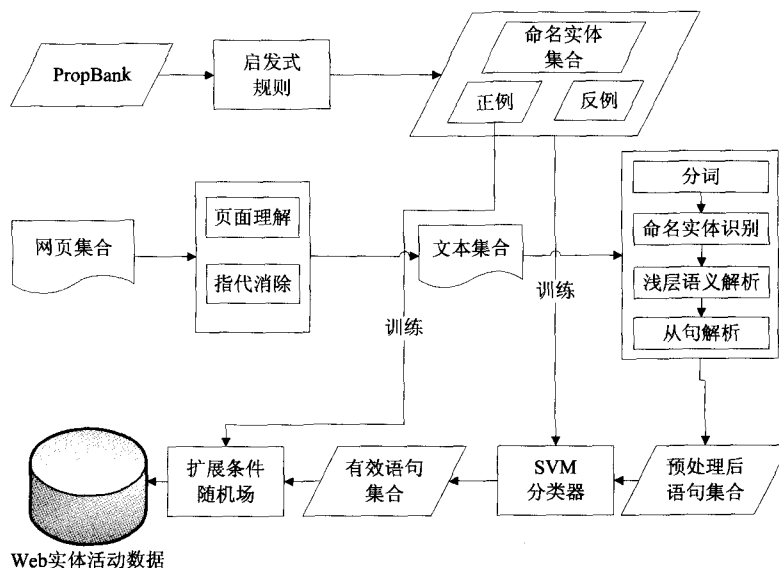 PropBank
启发式
规则
命名实体
集合
正例
反例
网页集合
页面理解
指代消除
文本集合
分词
命名实体识别
浅层语义解析
从句解析
训练
训练
扩展条件
随机场
有效语句
集合
SVM
分类器
预处理后
语句集合
Web实体活动数据